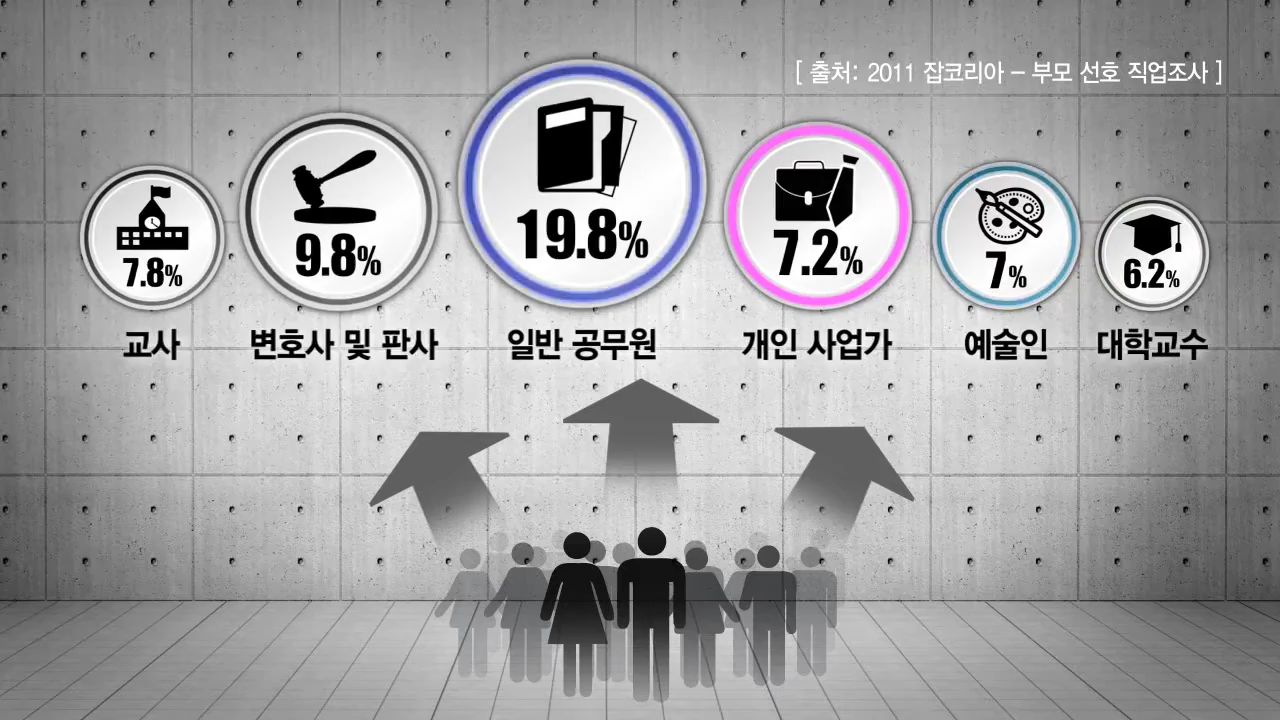 [ 출처: 2011 잡코리아 – 부모 선호 직업조사 ]
7.8%
교사
9.8%
변호사 및 판사
19.8%
일반 공무원
7.2%
개인 사업가
7%
예술인
6.2%
대학교수